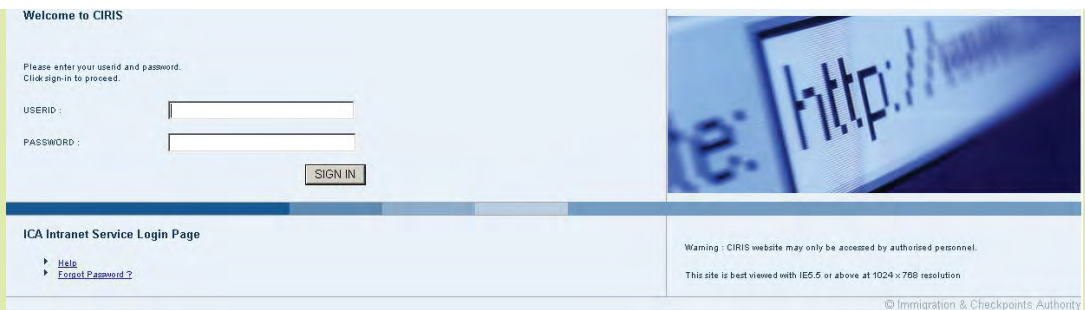 Welcome to CIRIS
Please enter your userid and password.
Click sign-in to proceed.
USERID :
PASSWORD :
SIGN IN
te: http://
ICA Intranet Service Login Page
Help
Forgot Password ?
Warning : CIRIS website may only be accessed by authorised personnel.
This site is best viewed with IE5.5 or above at 1024 x 768 resolution
© Immigration & Checkpoints Authority